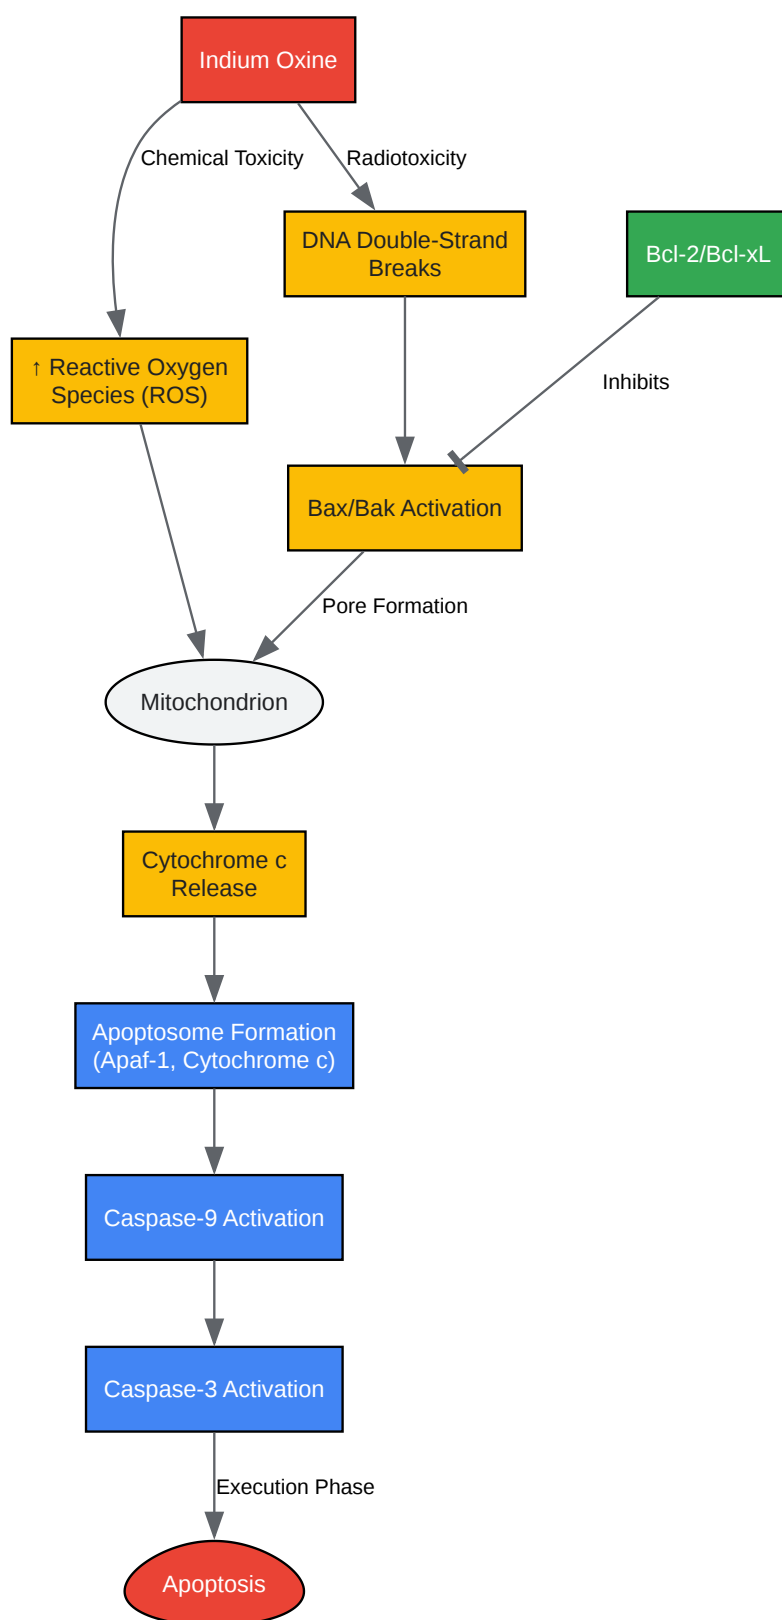 Indium Oxine
Chemical Toxicity
Radiotoxicity
DNA Double-Strand
Breaks
Bcl-2/Bcl-xL
↑ Reactive Oxygen
Species (ROS)
Inhibits
Bax/Bak Activation
Pore Formation
Mitochondrion
Cytochrome c
Release
Apoptosome Formation
(Apaf-1, Cytochrome c)
Caspase-9 Activation
Caspase-3 Activation
Execution Phase
Apoptosis